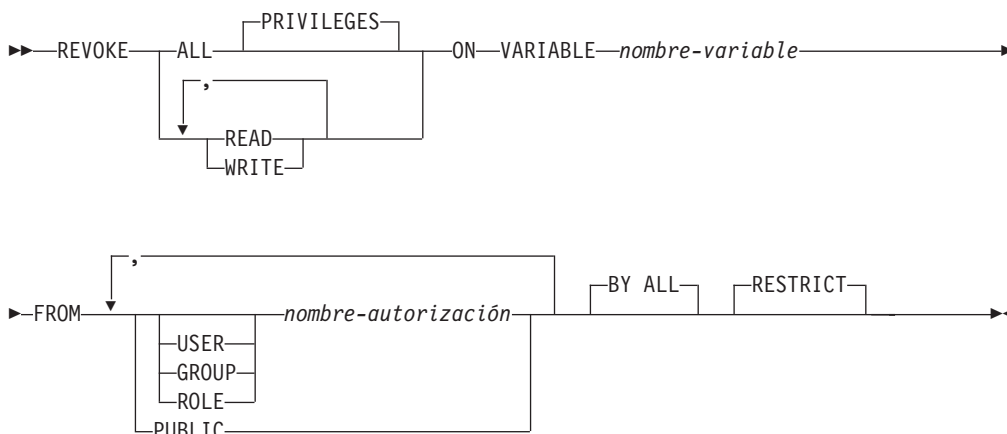 PRIVILEGES
REVOKE ALL ON VARIABLE nombre-variable
,
READ
WRITE
,
BY ALL RESTRICT
FROM nombre-autorización
USER
GROUP
ROLE
PUBLIC